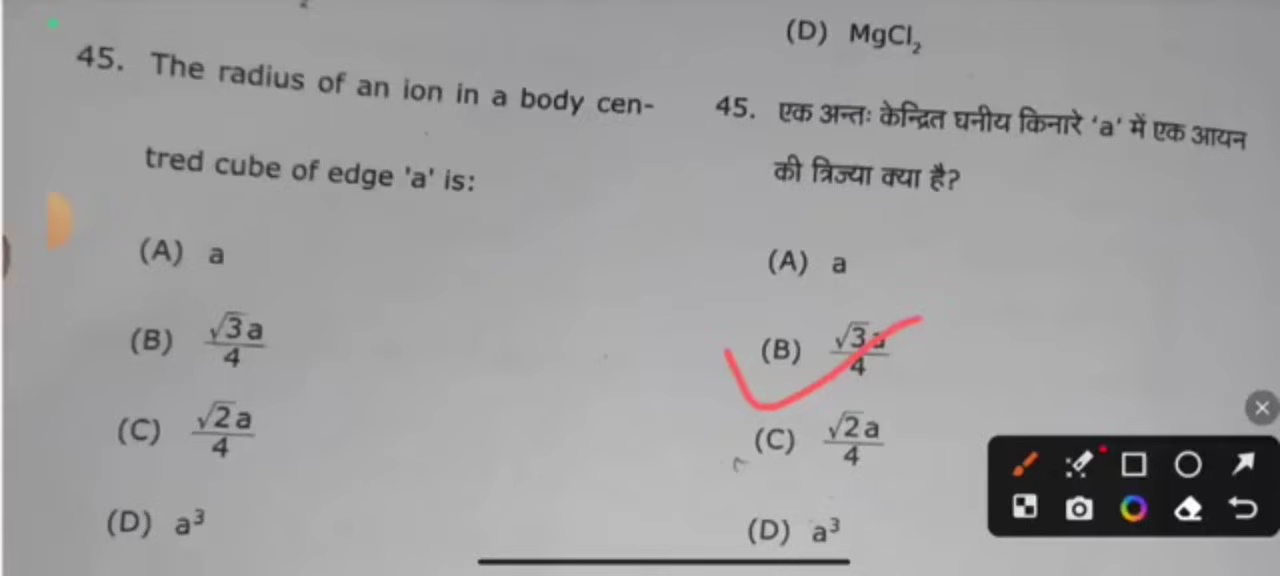 45. The radius of an ion in a body cen-
tred cube of edge 'a' is:
(A) a
(B) √3a/4
(C) √2a/4
(D) a³
(D) MgCl₂
45. एक अन्तः केन्द्रित घनीय किनारे 'a' में एक आयन
की त्रिज्या क्या है?
(A) a
(B) √3a/4
(C) √2a/4
(D) a³